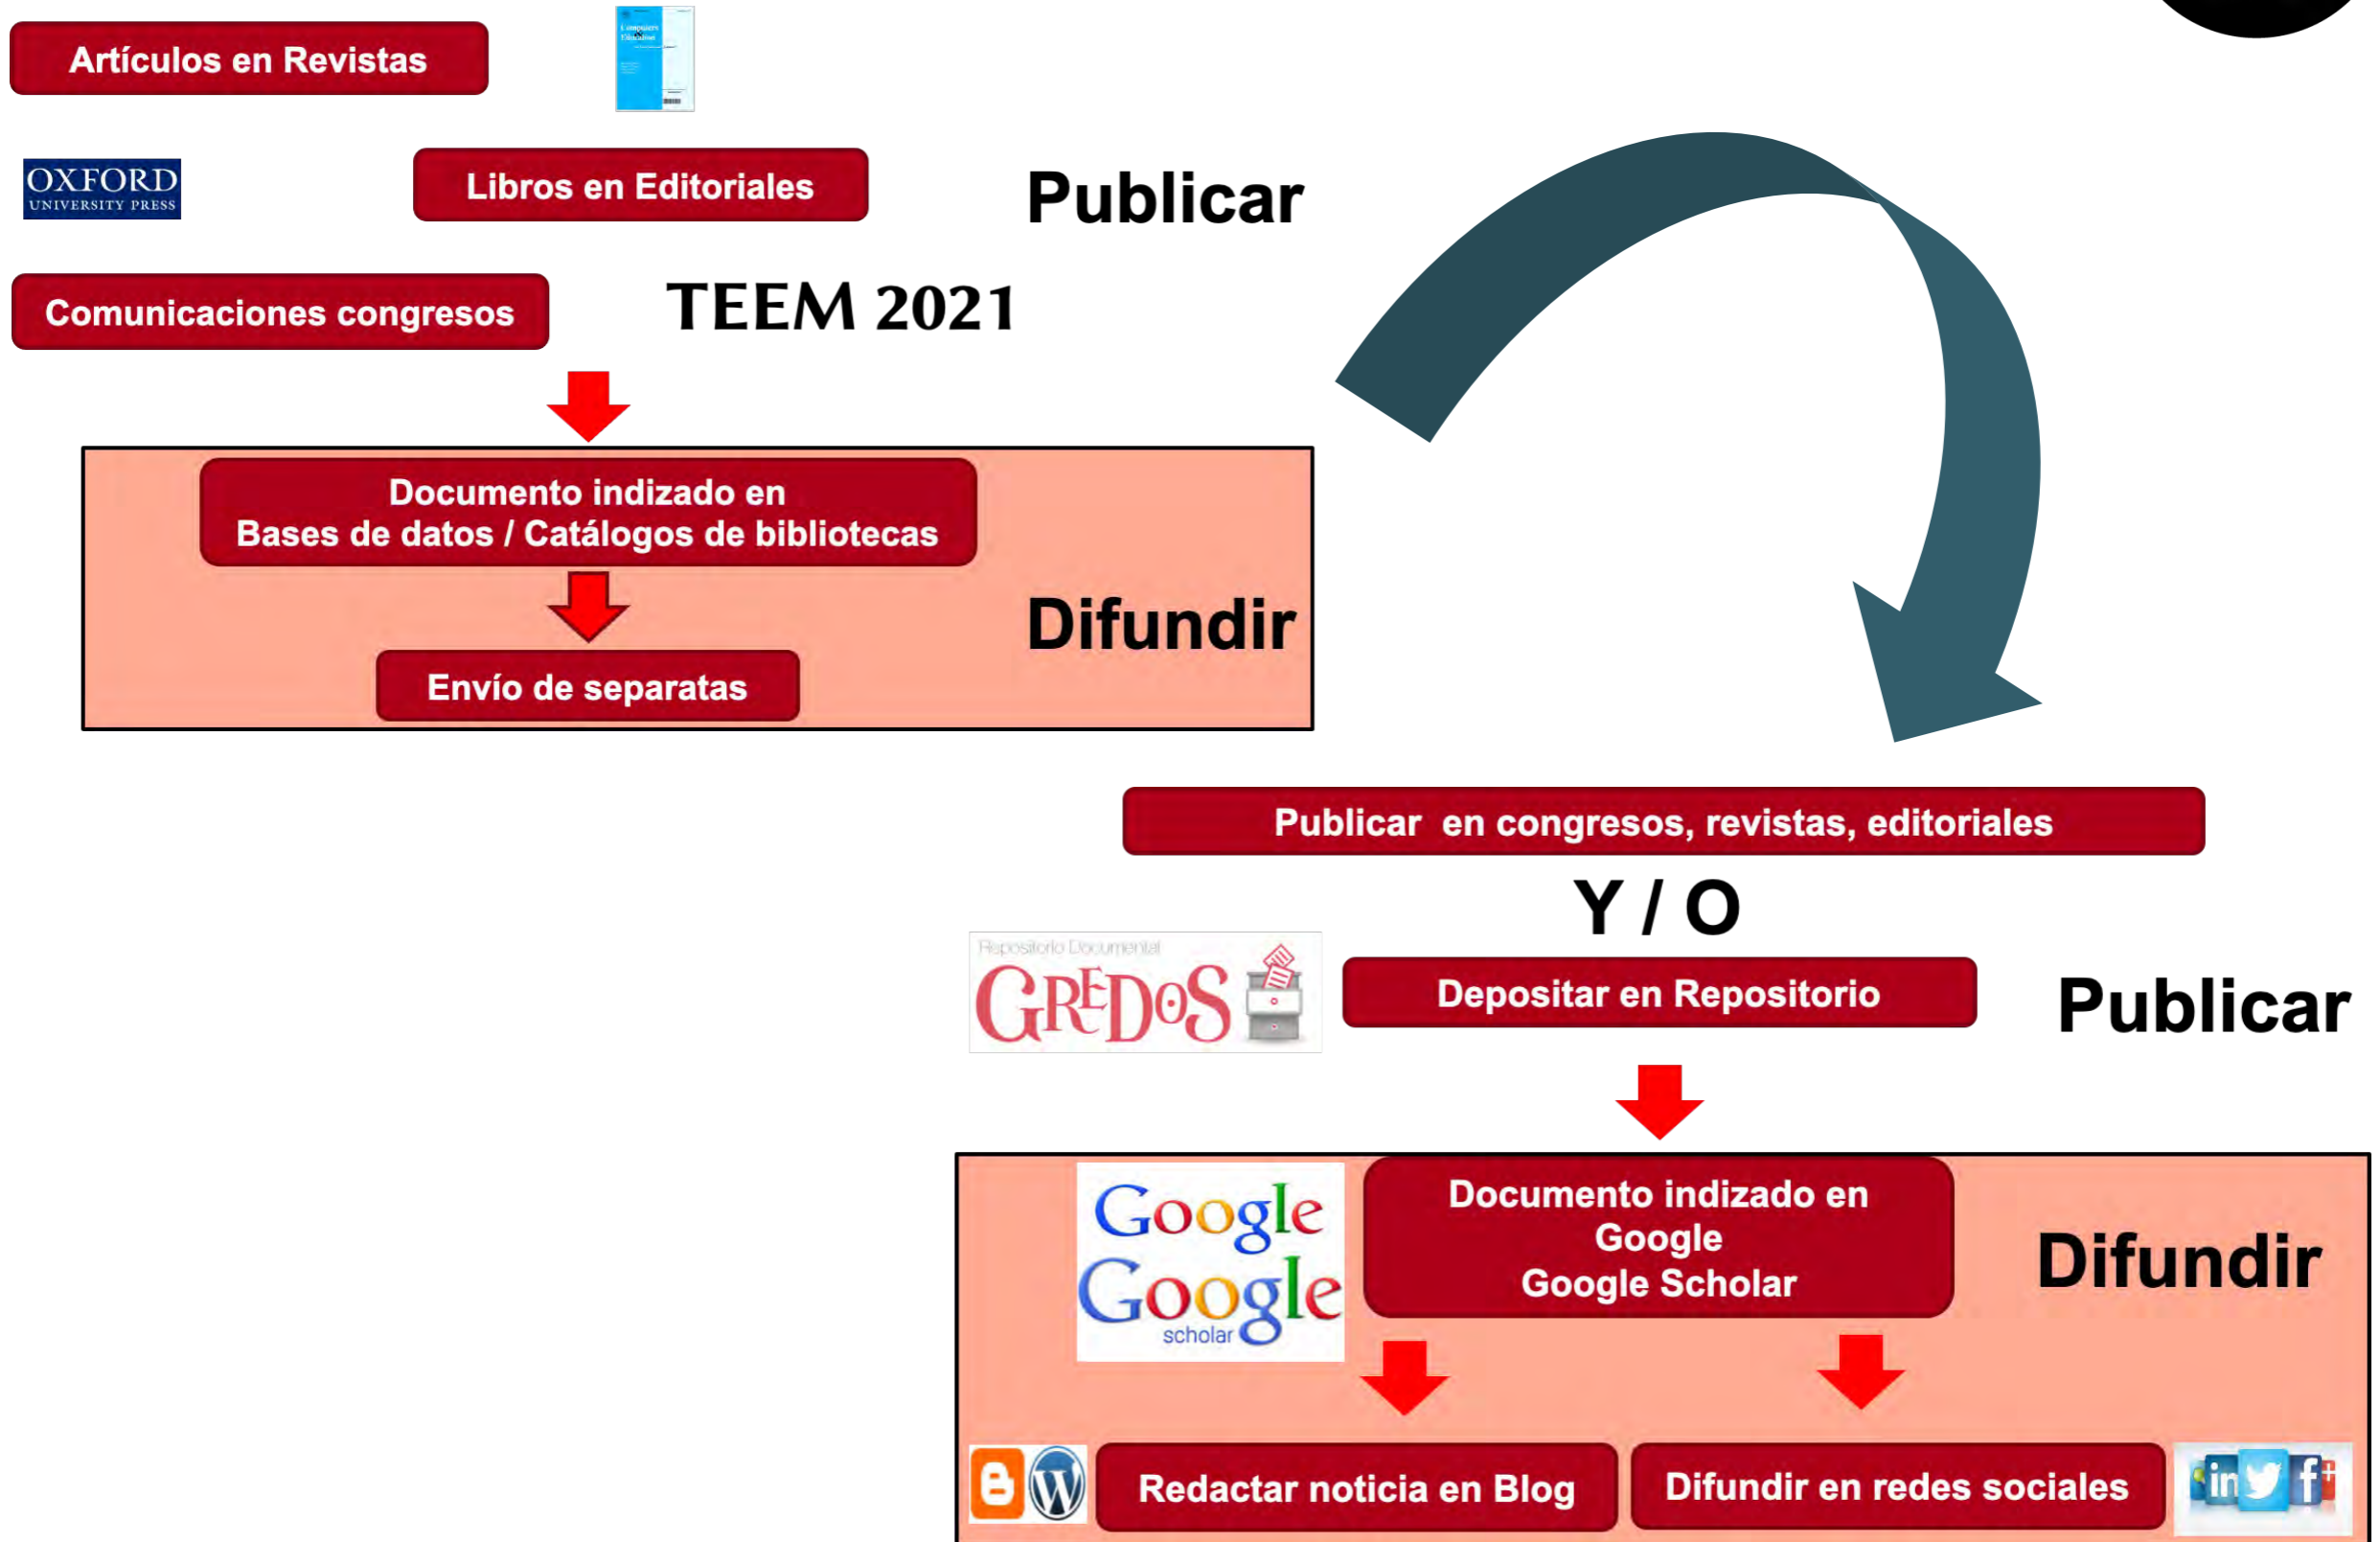 Artículos en Revistas
Computers
&
Education
OXFORD
UNIVERSITY PRESS
Libros en Editoriales
Publicar
Comunicaciones congresos
TEEM 2021
Documento indizado en
Bases de datos / Catálogos de bibliotecas
Difundir
Envío de separatas
Publicar en congresos, revistas, editoriales
Y / O
Repositorio Documental
GREDOS
Depositar en Repositorio
Publicar
Google
Google
scholar
Documento indizado en
Google
Google Scholar
Difundir
B
W
Redactar noticia en Blog
Difundir en redes sociales
in
f
+